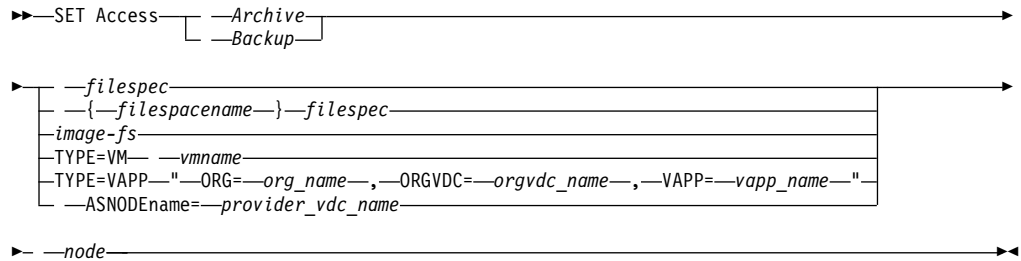 SET Access Archive
Backup
filespec
{ filespacename } filespec
image-fs
TYPE=VM vmname
TYPE=VAPP " ORG= org_name , ORGVDC= orgvdc_name , VAPP= vapp_name "
ASNODEname= provider_vdc_name
node